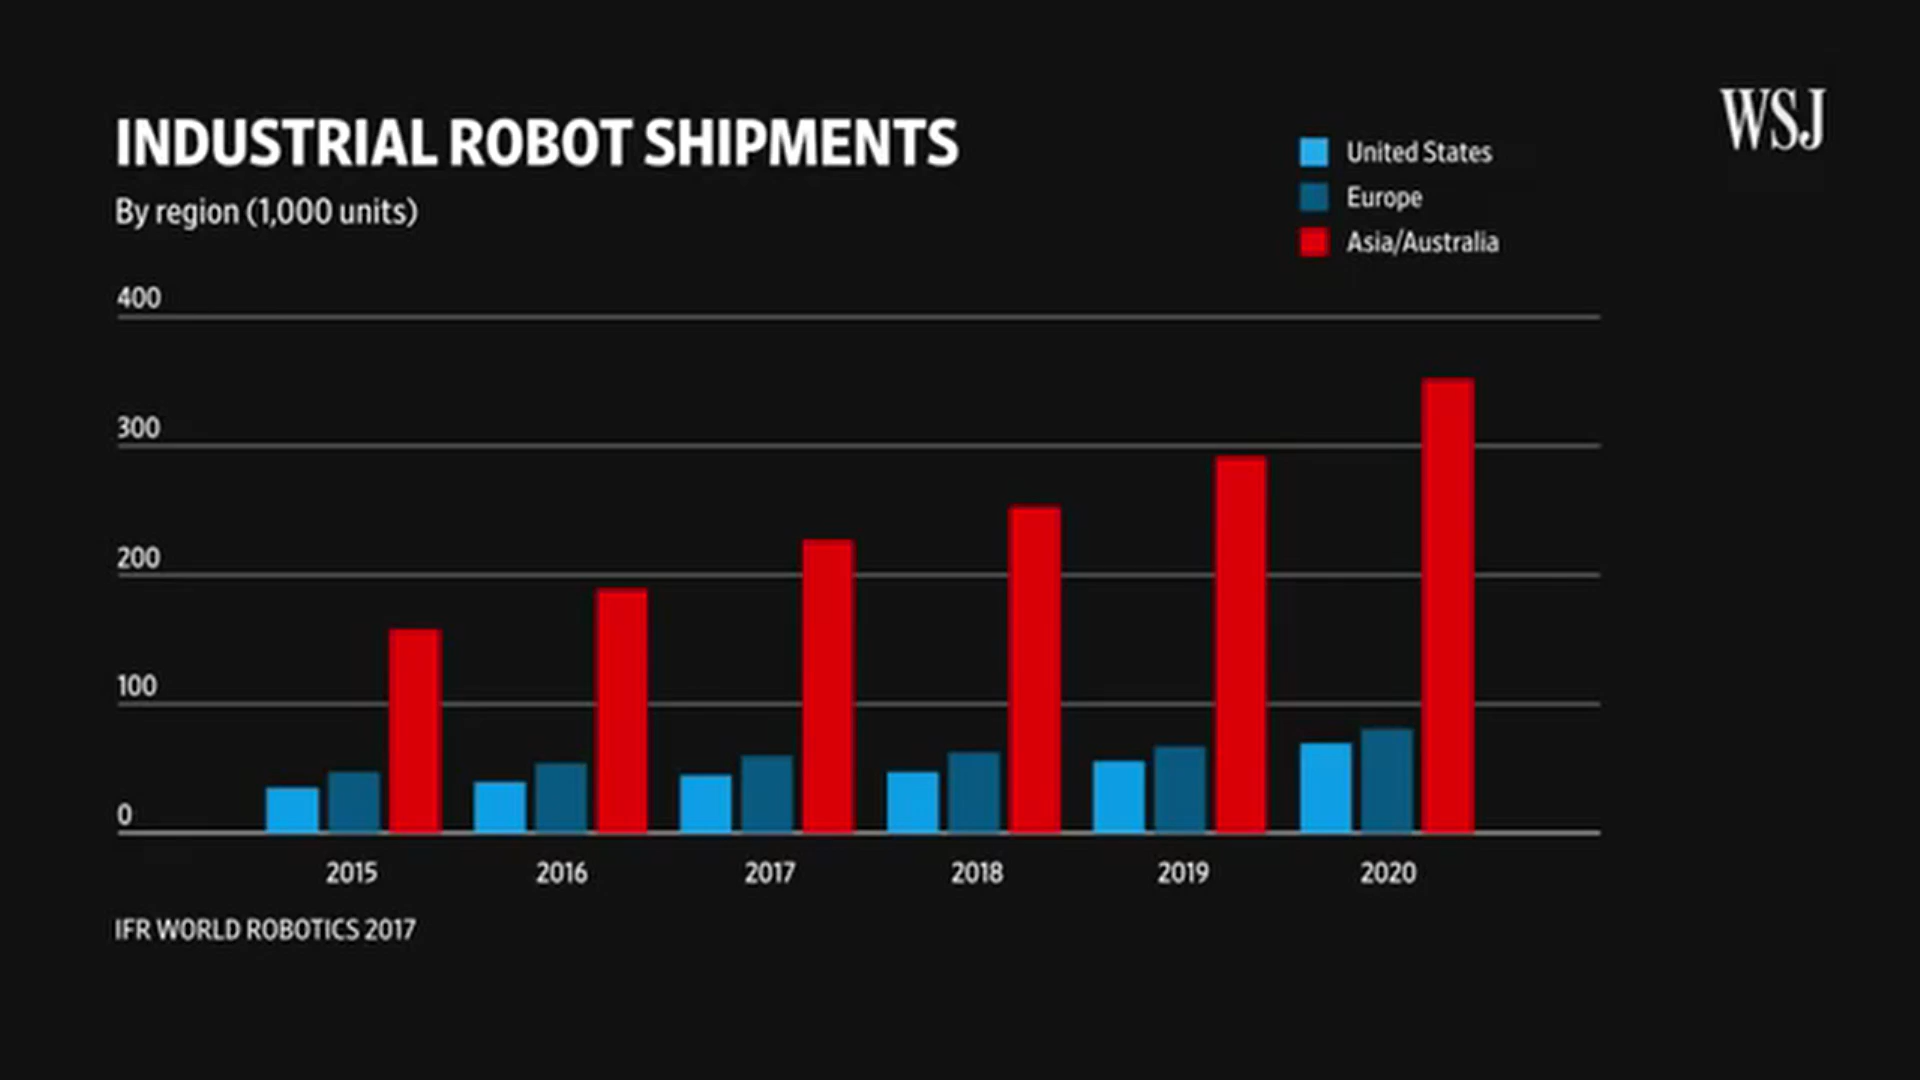 WSJ
INDUSTRIAL ROBOT SHIPMENTS
By region (1,000 units)
United States
Europe
Asia/Australia
400
300
200
100
0
2015 2016 2017 2018 2019 2020
IFR WORLD ROBOTICS 2017